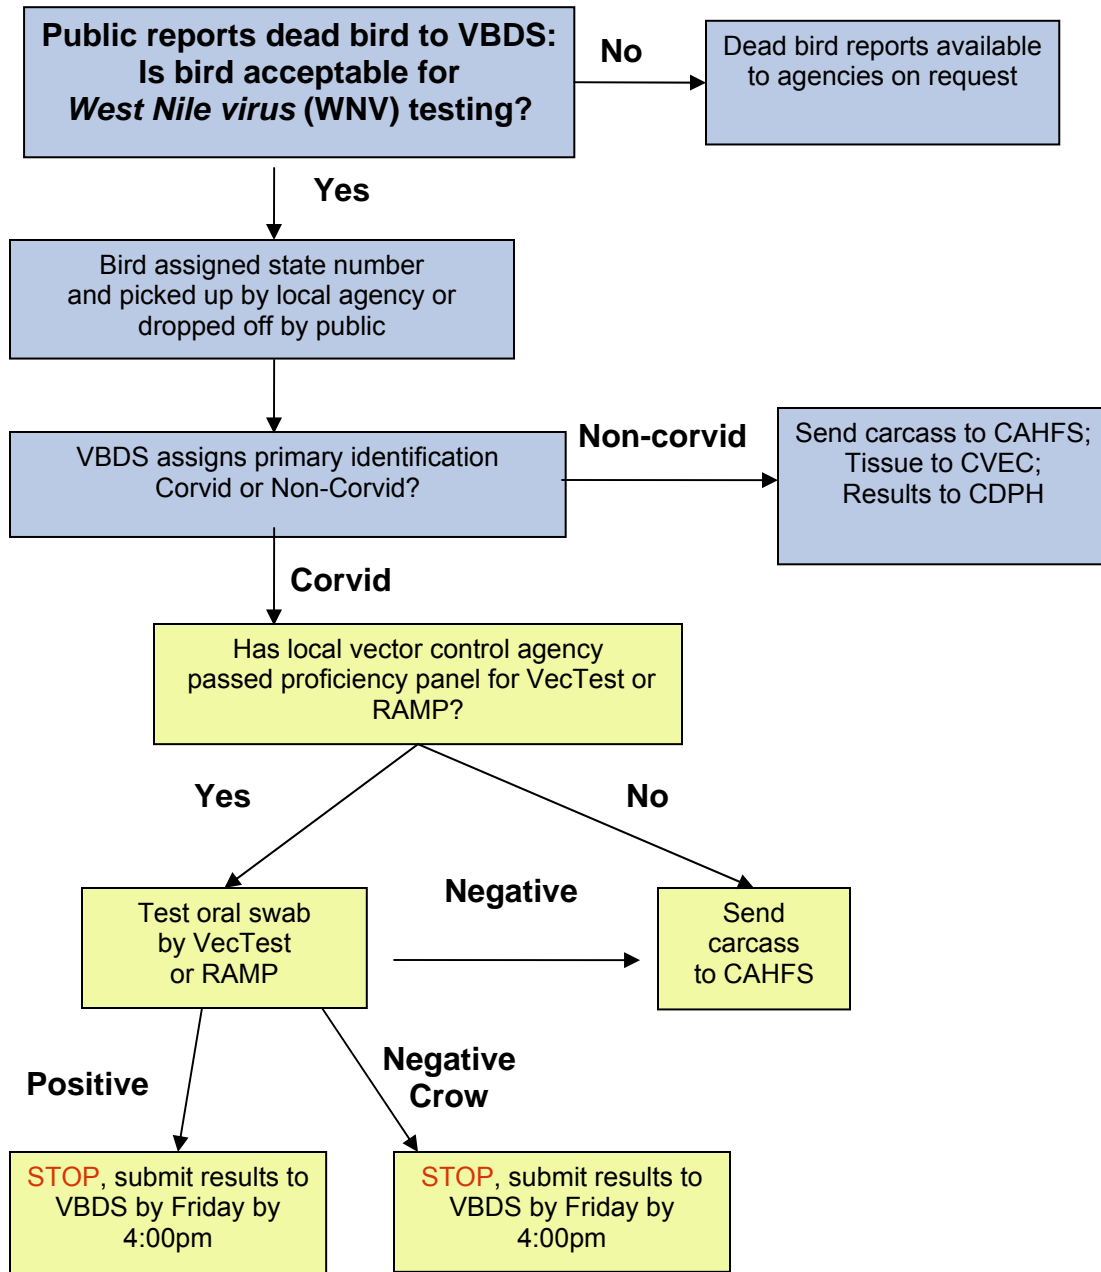 Public reports dead bird to VBDS:
Is bird acceptable for
West Nile virus (WNV) testing?
No
Dead bird reports available
to agencies on request
Yes
Bird assigned state number
and picked up by local agency or
dropped off by public
VBDS assigns primary identification
Corvid or Non-Corvid?
Non-corvid
Send carcass to CAHFS;
Tissue to CVEC;
Results to CDPH
Corvid
Has local vector control agency
passed proficiency panel for VecTest or
RAMP?
Yes
No
Test oral swab
by VecTest
or RAMP
Negative
Send
carcass
to CAHFS
Positive
Negative
Crow
STOP, submit results to
VBDS by Friday by
4:00pm
STOP, submit results to
VBDS by Friday by
4:00pm